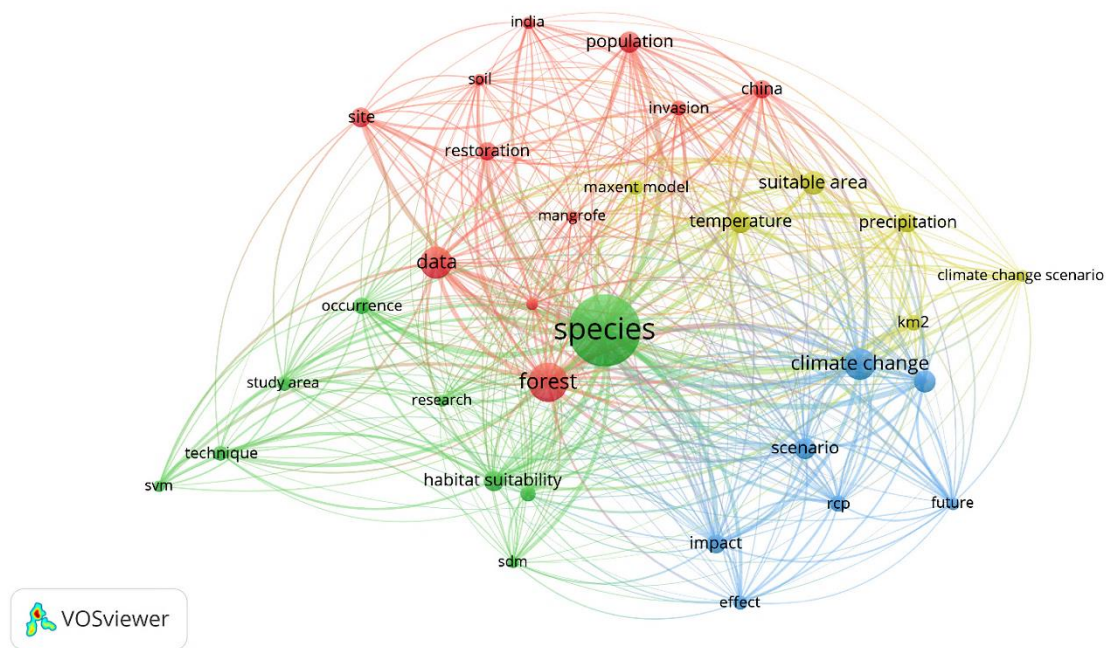 india
population
soil
china
invasion
site
restoration
maxent model
suitable area
mangrofe
temperature
precipitation
data
climate change scenario
occurrence
km2
species
climate change
study area
forest
research
technique
scenario
habitat suitability
svm
rcp
future
impact
sdm
effect
VOSviewer